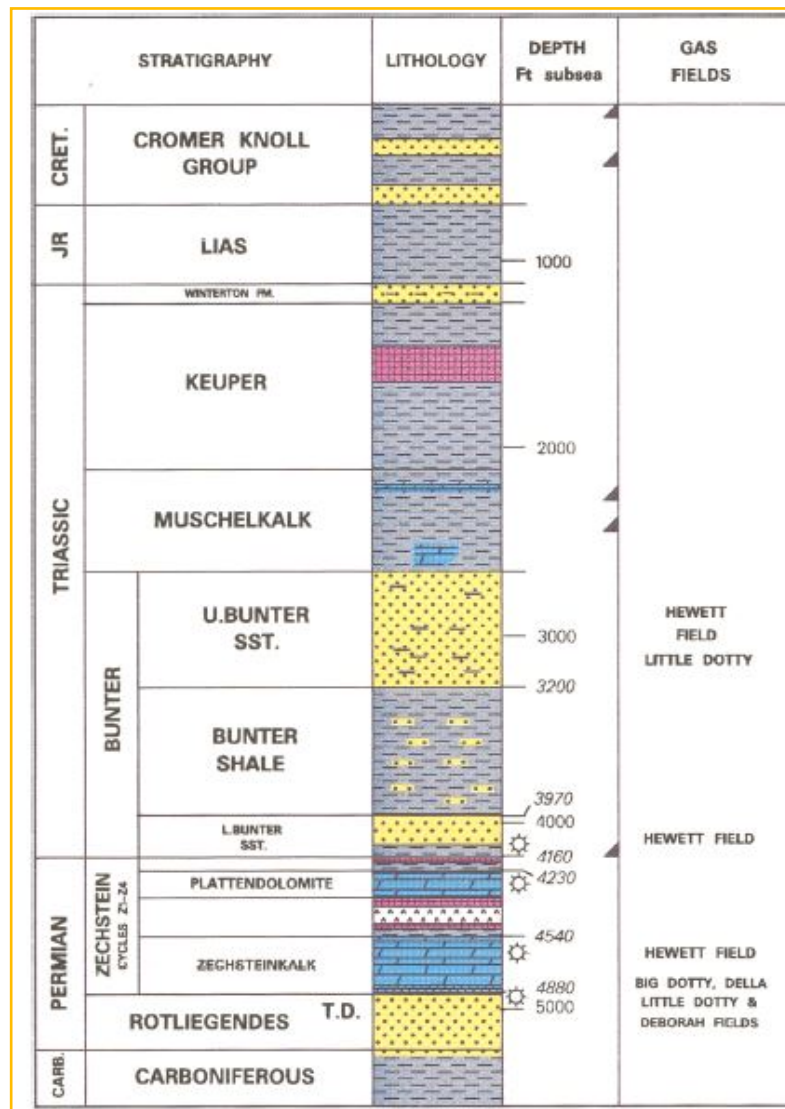 STRATIGRAPHY
LITHOLOGY
DEPTH
Ft subsea
GAS
FIELDS
CRET.
CROMER KNOLL
GROUP
JR
LIAS
1000
TRIASSIC
WINTERTON FM.
KEUPER
2000
MUSCHELKALK
BUNTER
U.BUNTER
SST.
3000
HEWETT
FIELD
LITTLE DOTTY
3200
BUNTER
SHALE
3970
4000
L.BUNTER
SST.
HEWETT FIELD
4160
PERMIAN
ZECHSTEIN
CYCLES Z1-Z4
PLATTENDOLOMITE
4230
4540
ZECHSTEINKALK
HEWETT FIELD
4880
BIG DOTTY, DELLA
LITTLE DOTTY &
DEBORAH FIELDS
ROTLIEGENDES
T.D.
5000
CARB.
CARBONIFEROUS